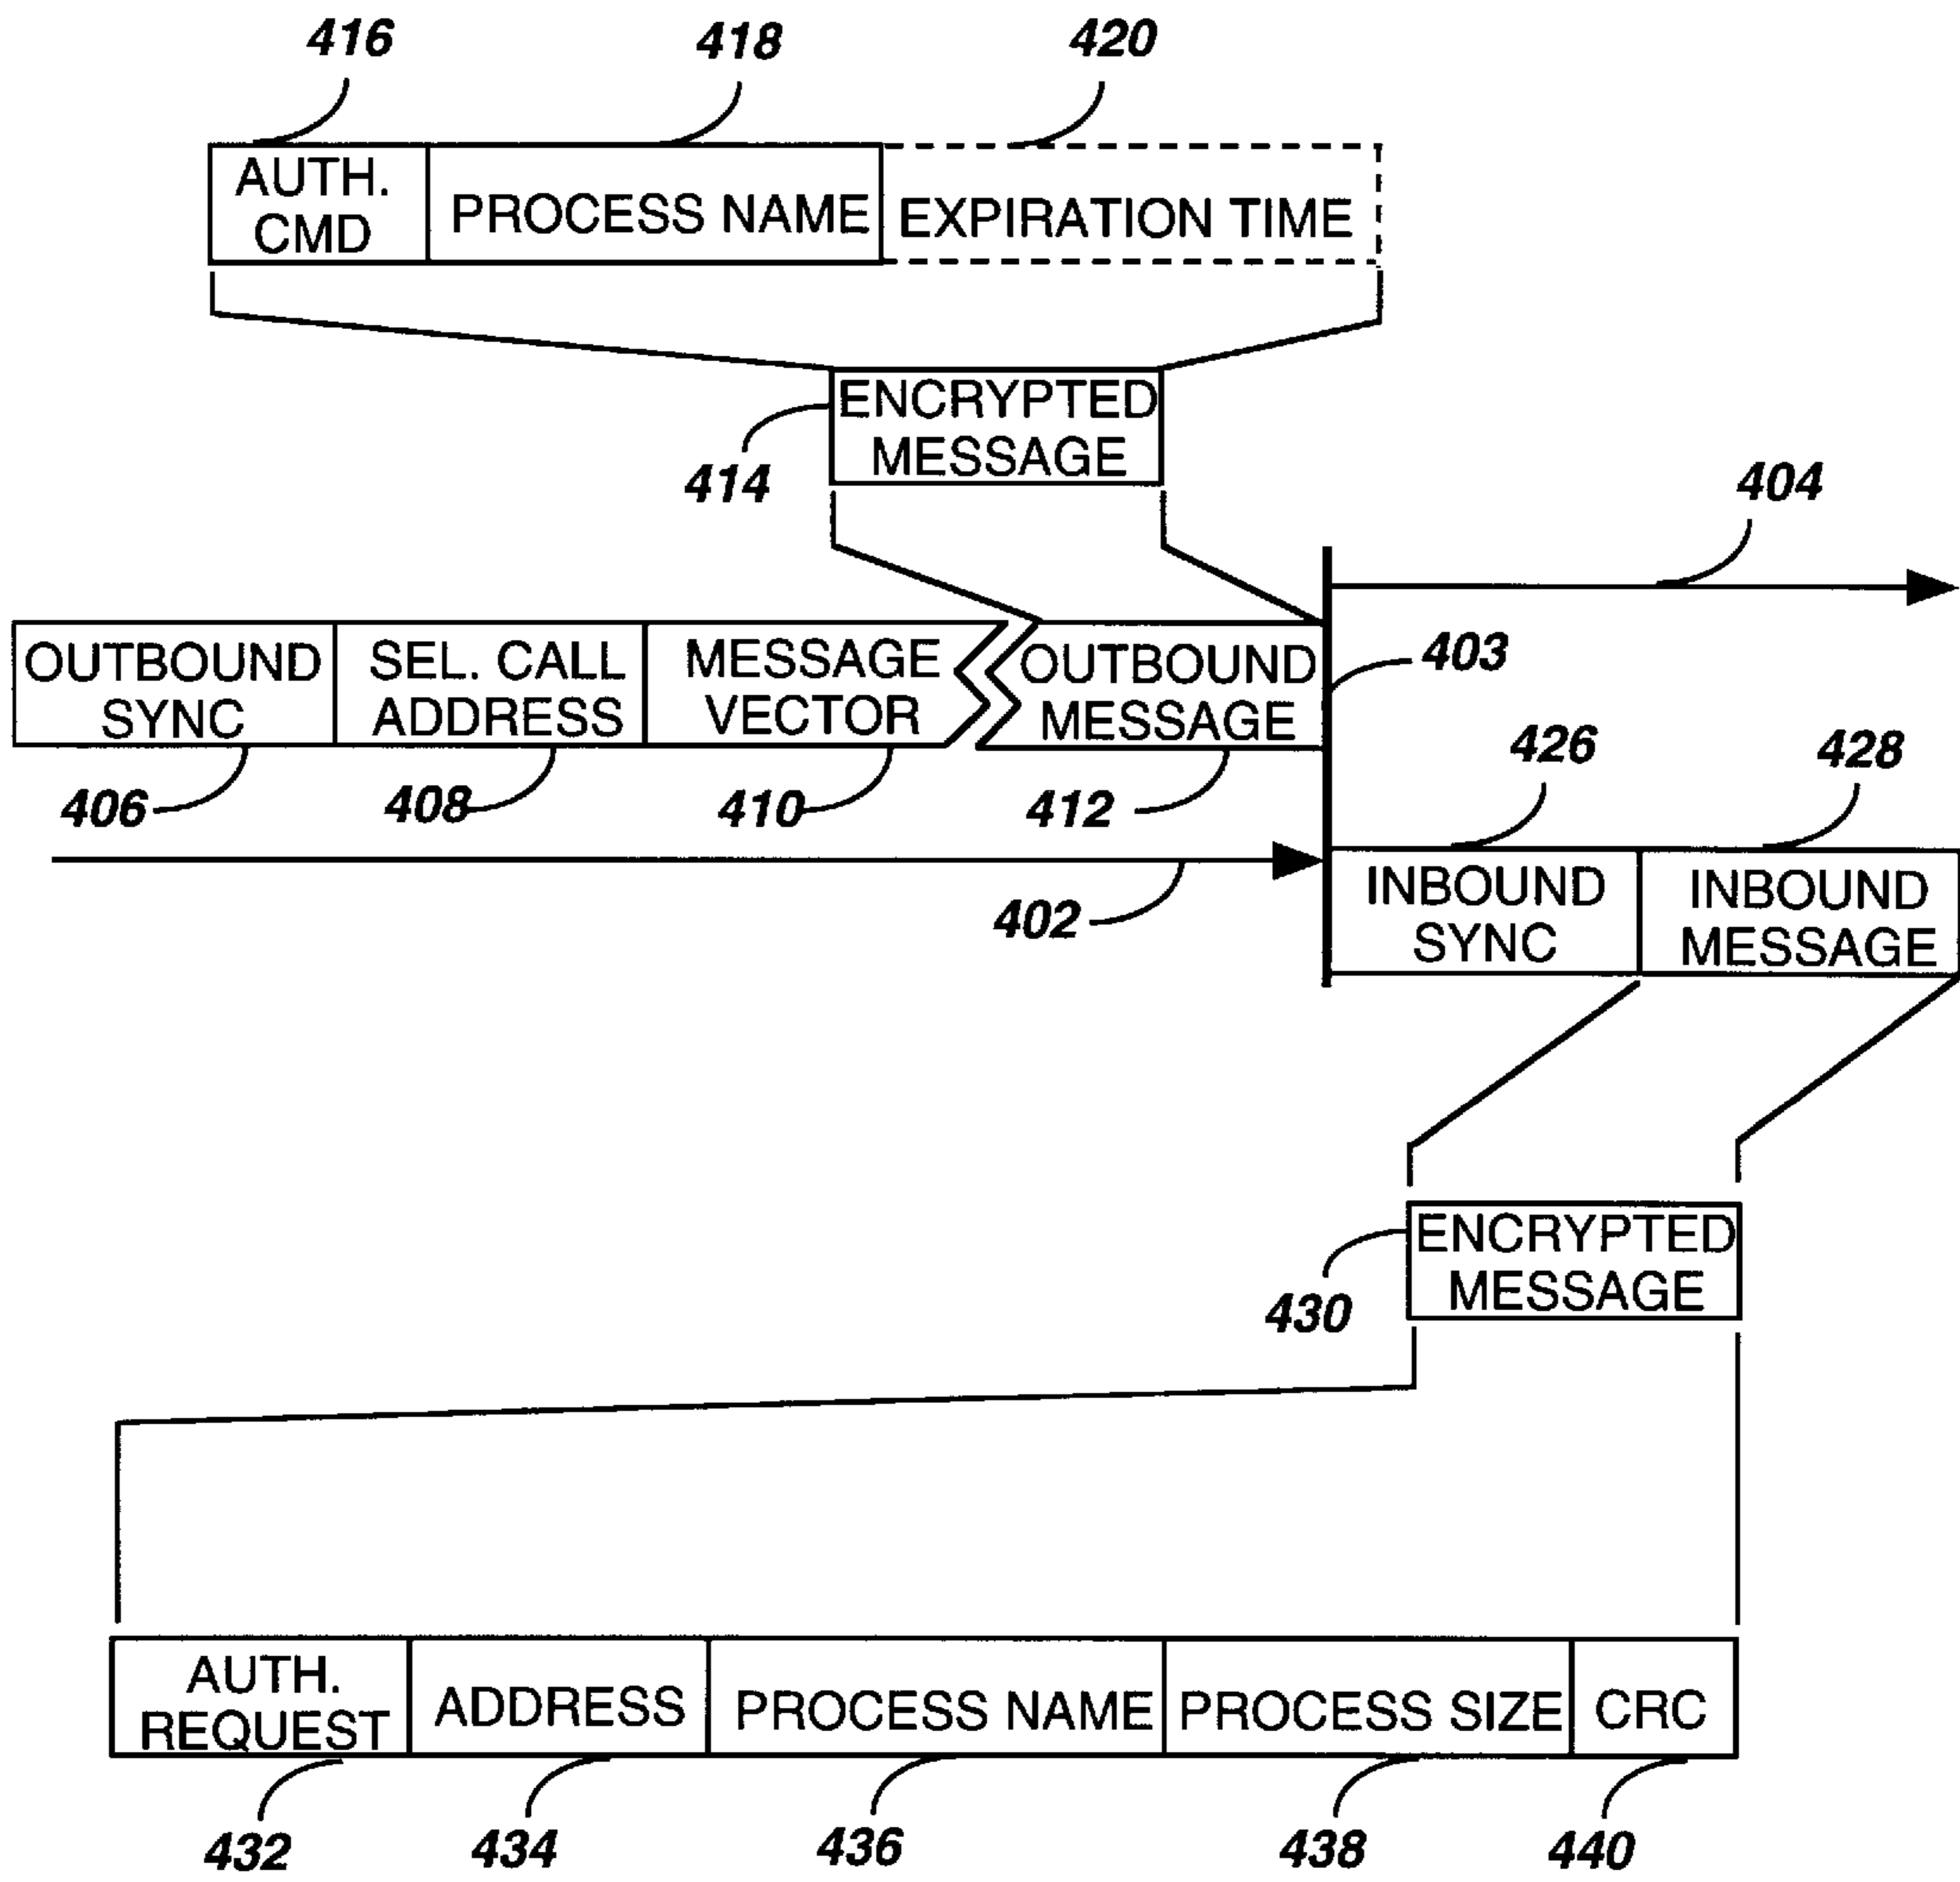 416
418
420
AUTH.
CMD
PROCESS NAME
EXPIRATION TIME
ENCRYPTED
MESSAGE
414
404
OUTBOUND
SYNC
SEL. CALL
ADDRESS
MESSAGE
VECTOR
OUTBOUND
MESSAGE
403
426
428
406
408
410
412
402
INBOUND
SYNC
INBOUND
MESSAGE
ENCRYPTED
MESSAGE
430
AUTH.
REQUEST
ADDRESS
PROCESS NAME
PROCESS SIZE
CRC
432
434
436
438
440